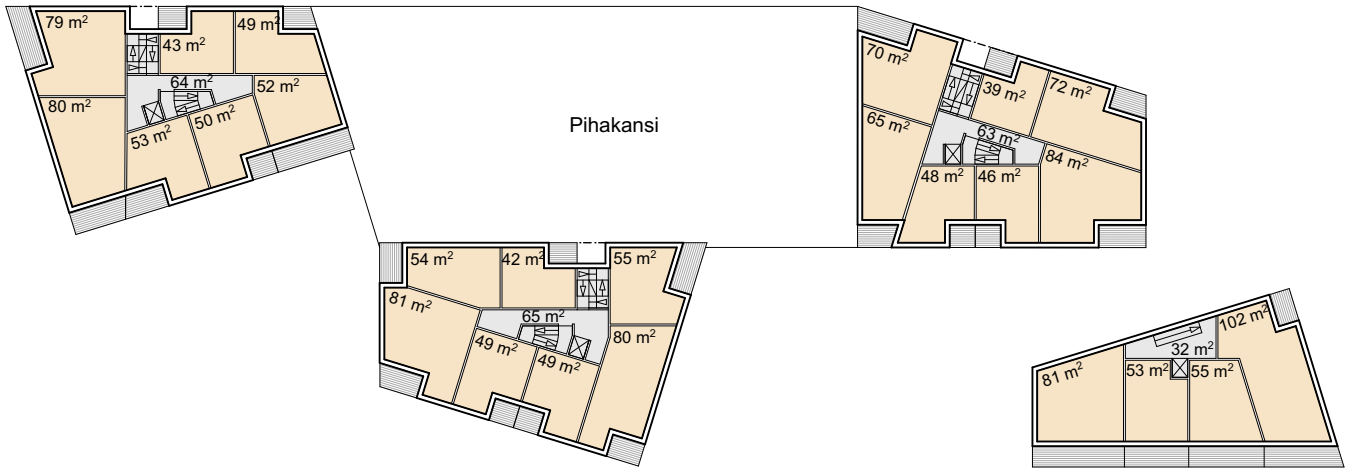 79 m²
43 m²
49 m²
64 m²
52 m²
80 m²
53 m²
50 m²
Pihakansi
70 m²
39 m²
72 m²
65 m²
63 m²
84 m²
48 m²
46 m²
54 m²
42 m²
55 m²
81 m²
65 m²
80 m²
49 m²
49 m²
102 m²
32 m²
81 m²
53 m²
55 m²